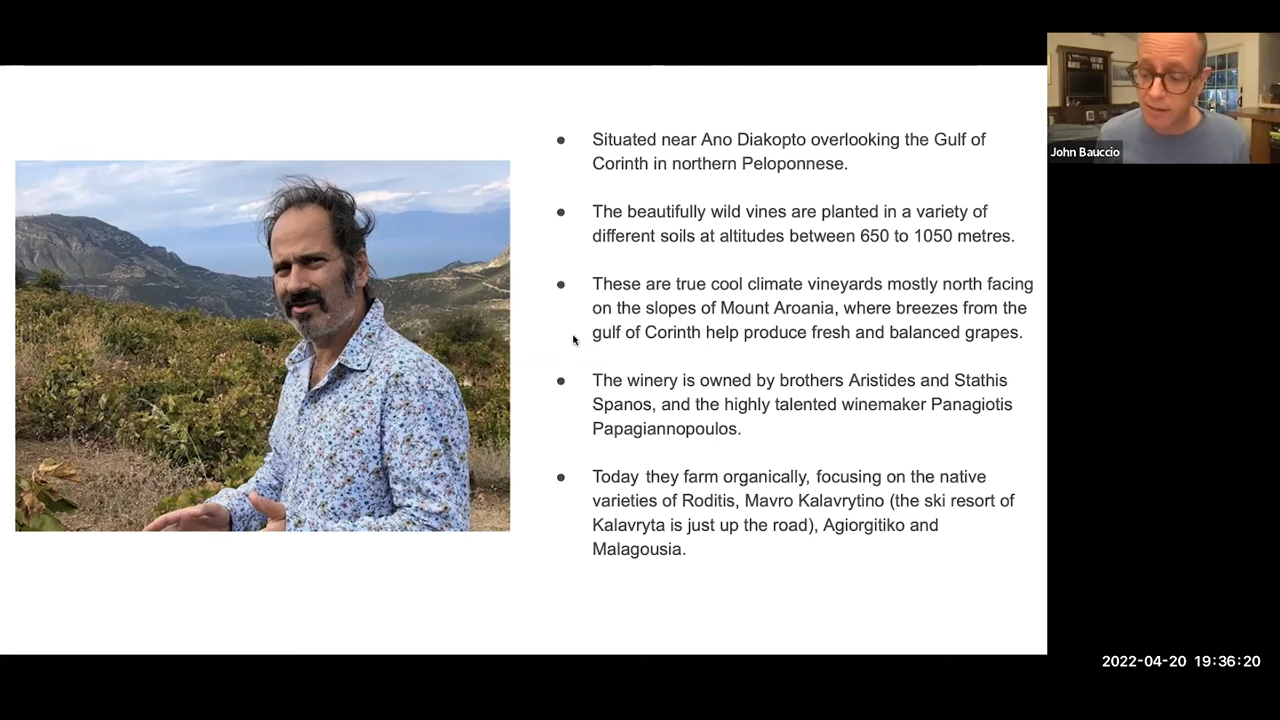 ● Situated near Ano Diakopto overlooking the Gulf of
Corinth in northern Peloponnese.
● The beautifully wild vines are planted in a variety of
different soils at altitudes between 650 to 1050 metres.
● These are true cool climate vineyards mostly north facing
on the slopes of Mount Aroania, where breezes from the
gulf of Corinth help produce fresh and balanced grapes.
● The winery is owned by brothers Aristides and Stathis
Spanos, and the highly talented winemaker Panagiotis
Papagiannopoulos.
● Today they farm organically, focusing on the native
varieties of Roditis, Mavro Kalavrytino (the ski resort of
Kalavryta is just up the road), Agiorgitiko and
Malagousia.
John Bauccio
2022-04-20 19:36:20